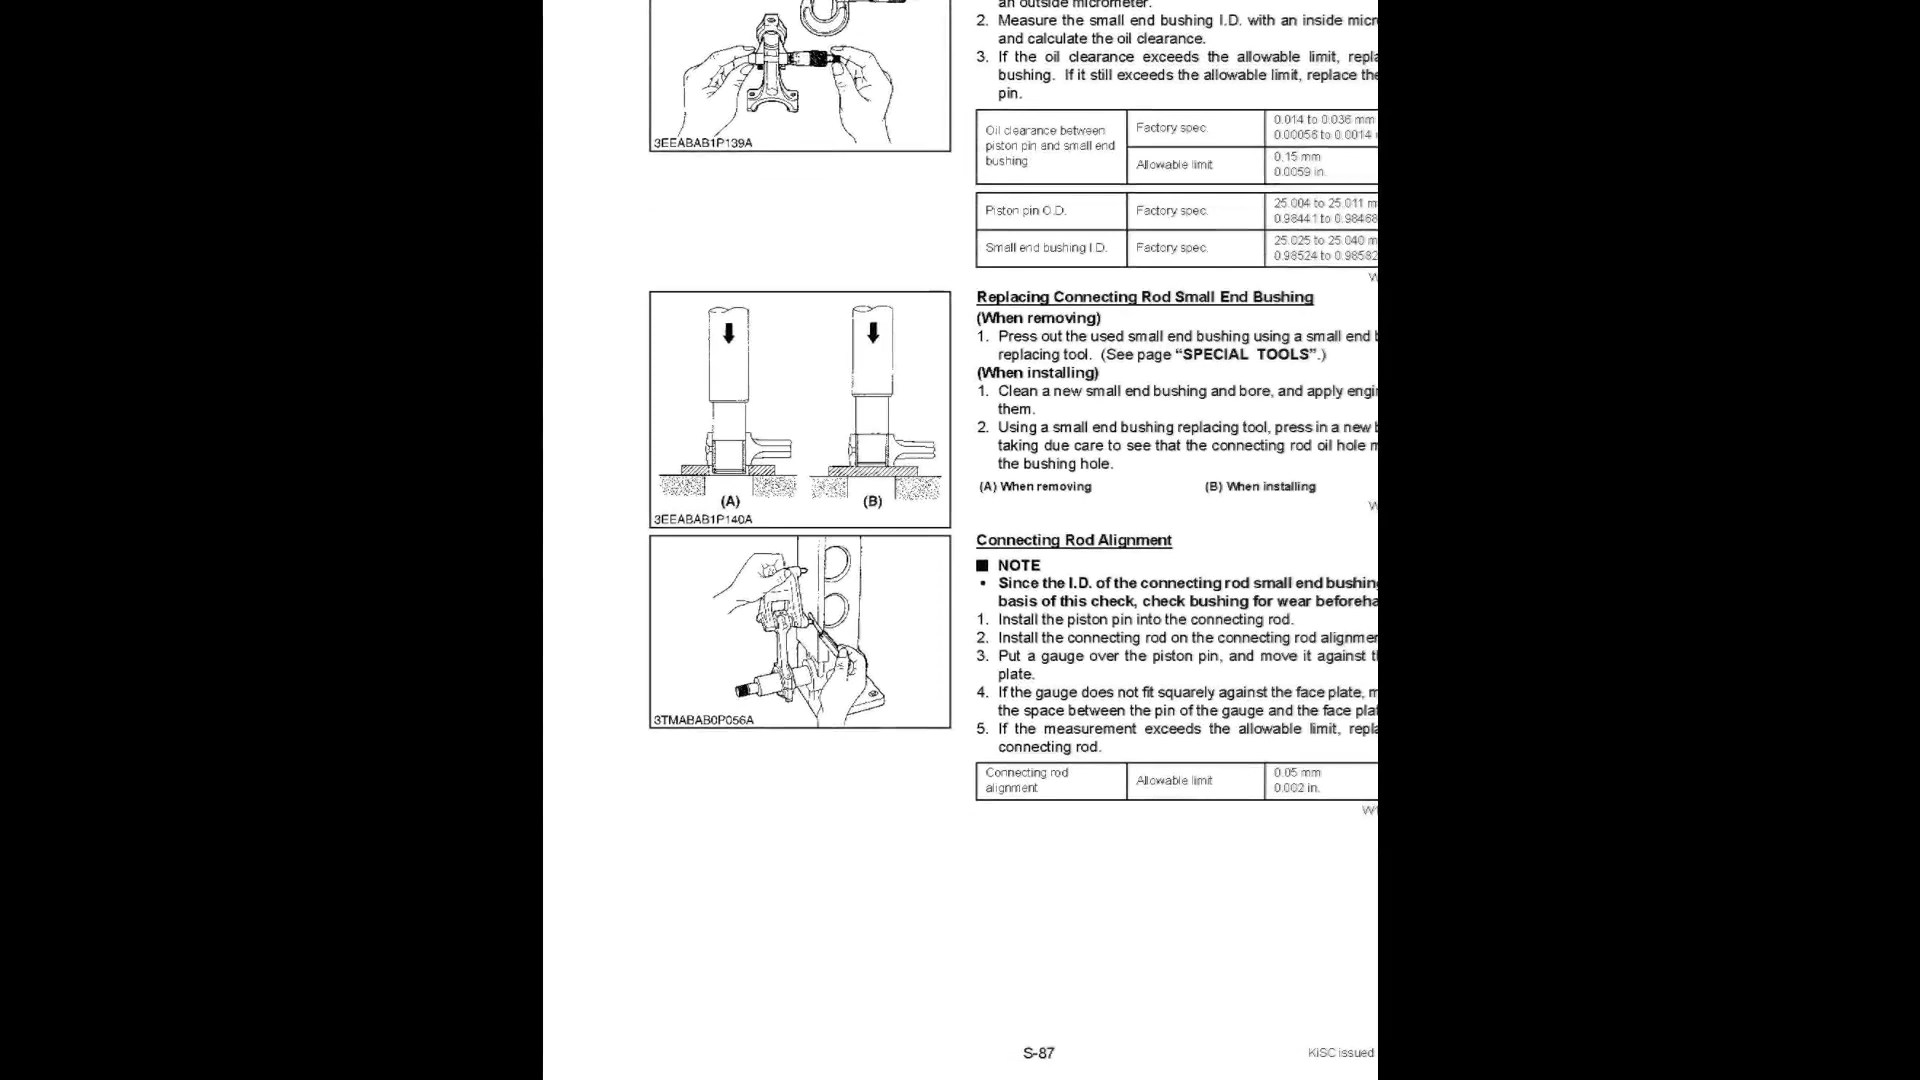 an outside micrometer.
2. Measure the small end bushing I.D. with an inside
and calculate the oil clearance.
3. If the oil clearance exceeds the allowable limit,
bushing. If it still exceeds the allowable limit, replace
pin.
3EEABAB1P139A
Oil clearance between
piston pin and small end
bushing
Factory spec.
0.014 to 0.036 mm
0.00056 to 0.0014
Allowable limit
0.15 mm
0.0059 in.
Piston pin O.D.
Factory spec.
25.004 to 25.011
0.98441 to 0.98468
Small end bushing I.D.
Factory spec.
25.025 to 25.040
0.98524 to 0.98582
Replacing Connecting Rod Small End Bushing
(When removing)
1. Press out the used small end bushing using a small end
replacing tool. (See page “SPECIAL TOOLS”.)
(When installing)
1. Clean a new small end bushing and bore, and apply
them.
2. Using a small end bushing replacing tool, press in a new
taking due care to see that the connecting rod oil hole
the bushing hole.
(A) When removing (B) When installing
(A) (B)
3EEABAB1P140A
Connecting Rod Alignment
■ NOTE
• Since the I.D. of the connecting rod small end bushing
basis of this check, check bushing for wear
1. Install the piston pin into the connecting rod.
2. Install the connecting rod on the connecting rod
3. Put a gauge over the piston pin, and move it against
plate.
4. If the gauge does not fit squarely against the face plate,
the space between the pin of the gauge and the face
5. If the measurement exceeds the allowable limit,
connecting rod.
3TMABAB0P056A
Connecting rod
alignment
Allowable limit
0.05 mm
0.002 in.
S-87
KiSC issued